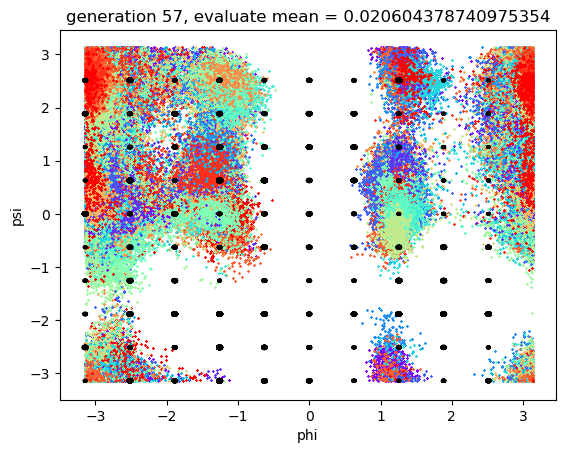 generation 57, evaluate mean = 0.020604378740975354
3
2
1
0
−1
−2
−3
psi
−3 −2 −1 0 1 2 3
phi